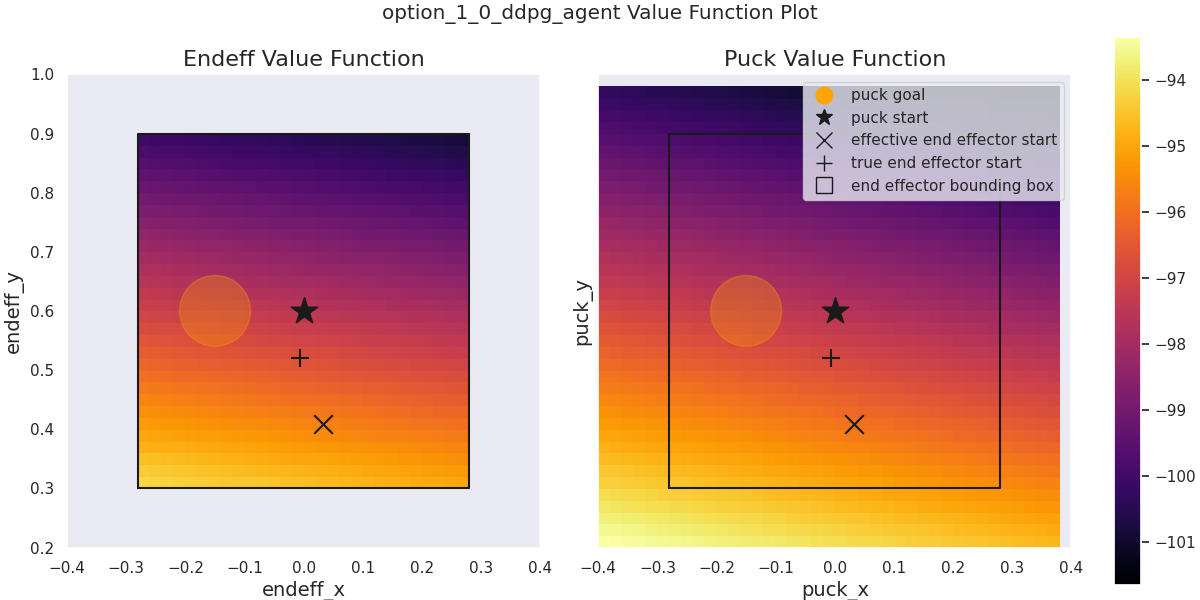 option_1_0_ddpg_agent Value Function Plot
Endeff Value Function
1.0
0.9
0.8
0.7
0.6
0.5
0.4
0.3
0.2
endeff_y
−0.4 −0.3 −0.2 −0.1 0.0 0.1 0.2 0.3 0.4
endeff_x
Puck Value Function
puck goal
puck start
effective end effector start
true end effector start
end effector bounding box
puck_y
−0.4 −0.3 −0.2 −0.1 0.0 0.1 0.2 0.3 0.4
puck_x
−94
−95
−96
−97
−98
−99
−100
−101